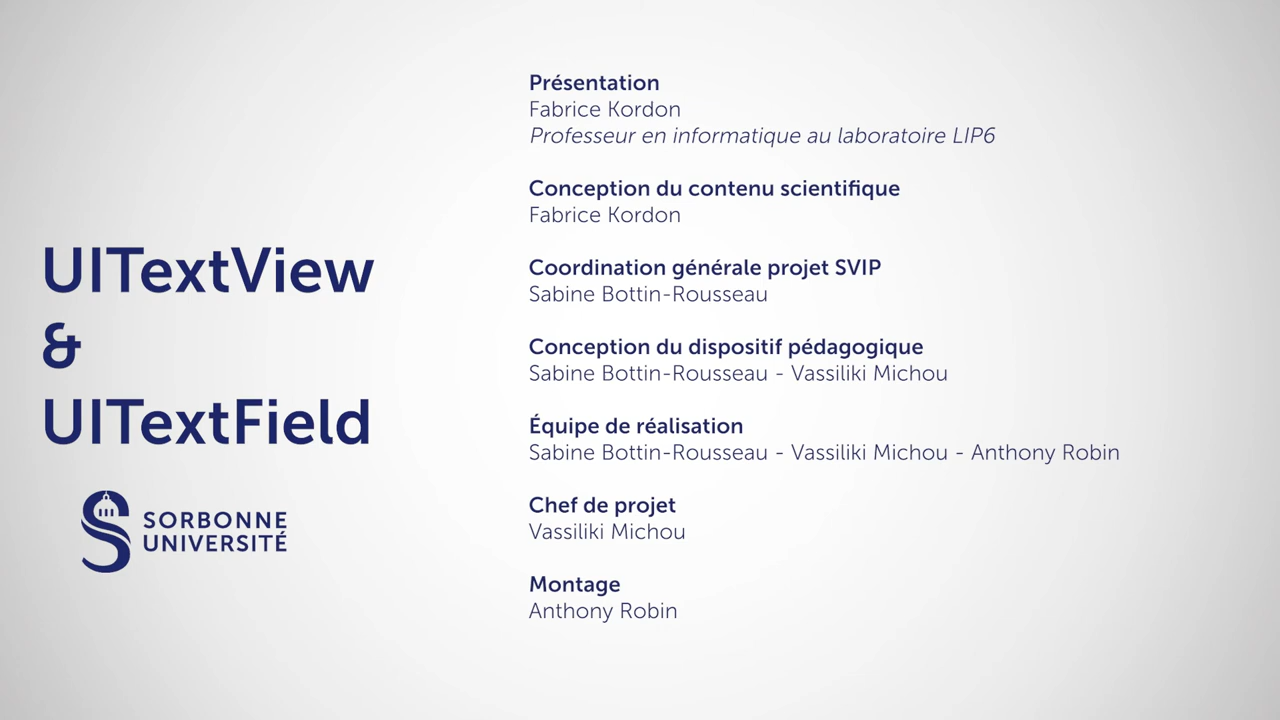 UITextView
&
UITextField
SORBONNE
UNIVERSITÉ
Présentation
Fabrice Kordon
Professeur en informatique au laboratoire LIP6
Conception du contenu scientifique
Fabrice Kordon
Coordination générale projet SVIP
Sabine Bottin-Rousseau
Conception du dispositif pédagogique
Sabine Bottin-Rousseau - Vassiliki Michou
Équipe de réalisation
Sabine Bottin-Rousseau - Vassiliki Michou - Anthony Robin
Chef de projet
Vassiliki Michou
Montage
Anthony Robin